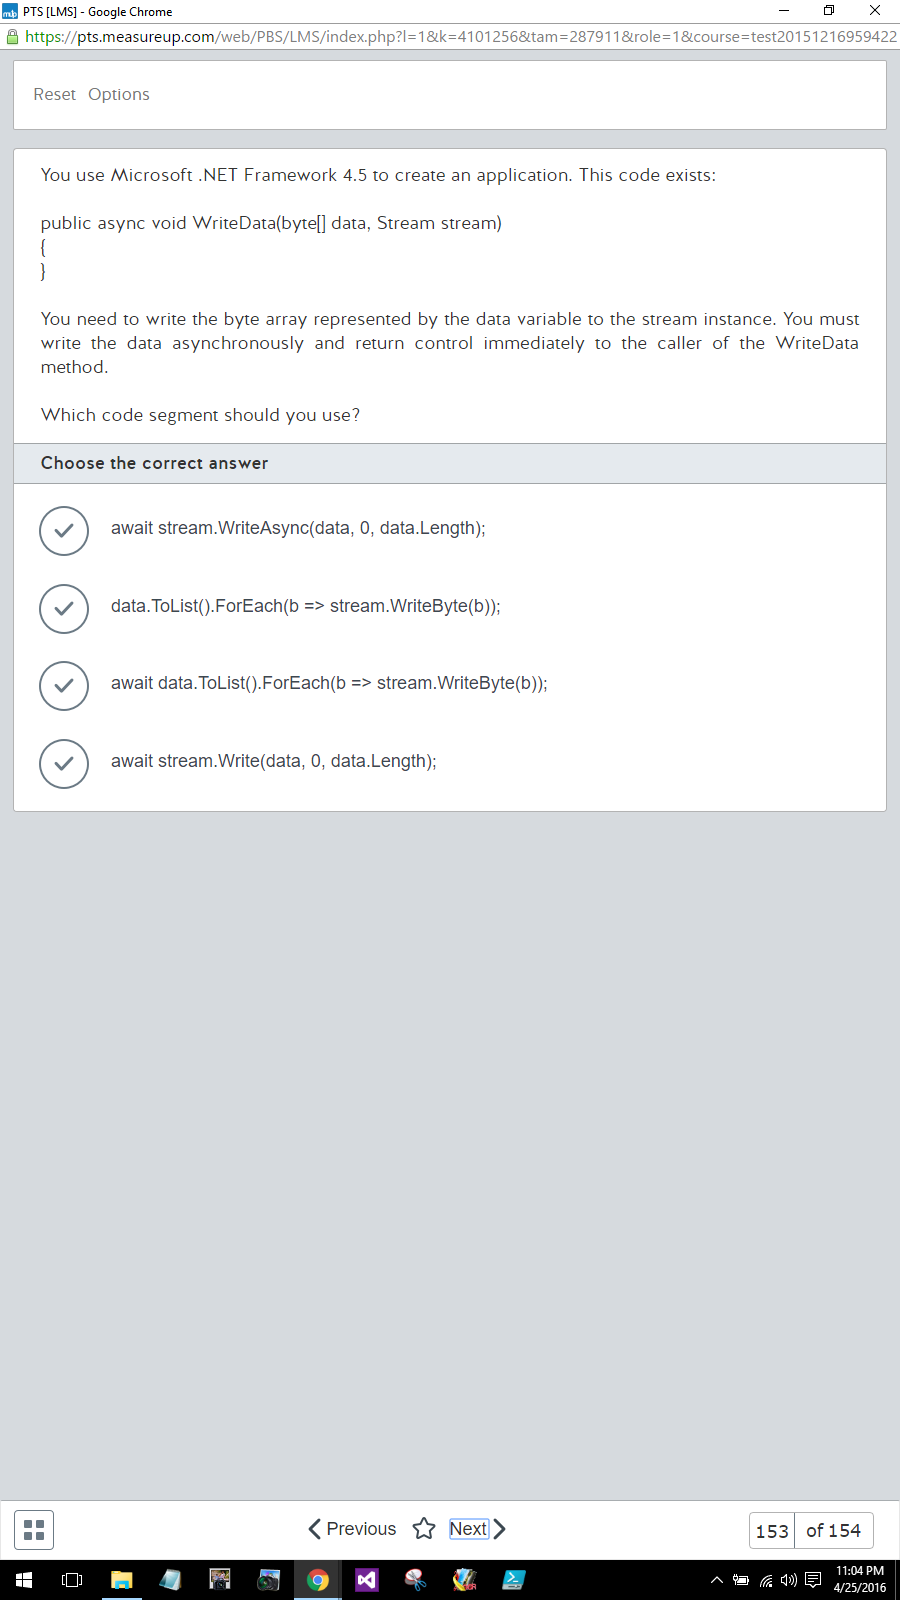 PTS [LMS] - Google Chrome
https://pts.measureup.com/web/PBS/LMS/index.php?l=1&k=4101256&tam=287911&role=1&course=test20151216959422
Reset Options
You use Microsoft .NET Framework 4.5 to create an application. This code exists:
public async void WriteData(byte[] data, Stream stream)
{
}
You need to write the byte array represented by the data variable to the stream instance. You must
write the data asynchronously and return control immediately to the caller of the WriteData
method.
Which code segment should you use?
Choose the correct answer
await stream.WriteAsync(data, 0, data.Length);
data.ToList().ForEach(b => stream.WriteByte(b));
await data.ToList().ForEach(b => stream.WriteByte(b));
await stream.Write(data, 0, data.Length);
Previous Next 153 of 154
11:04 PM
4/25/2016